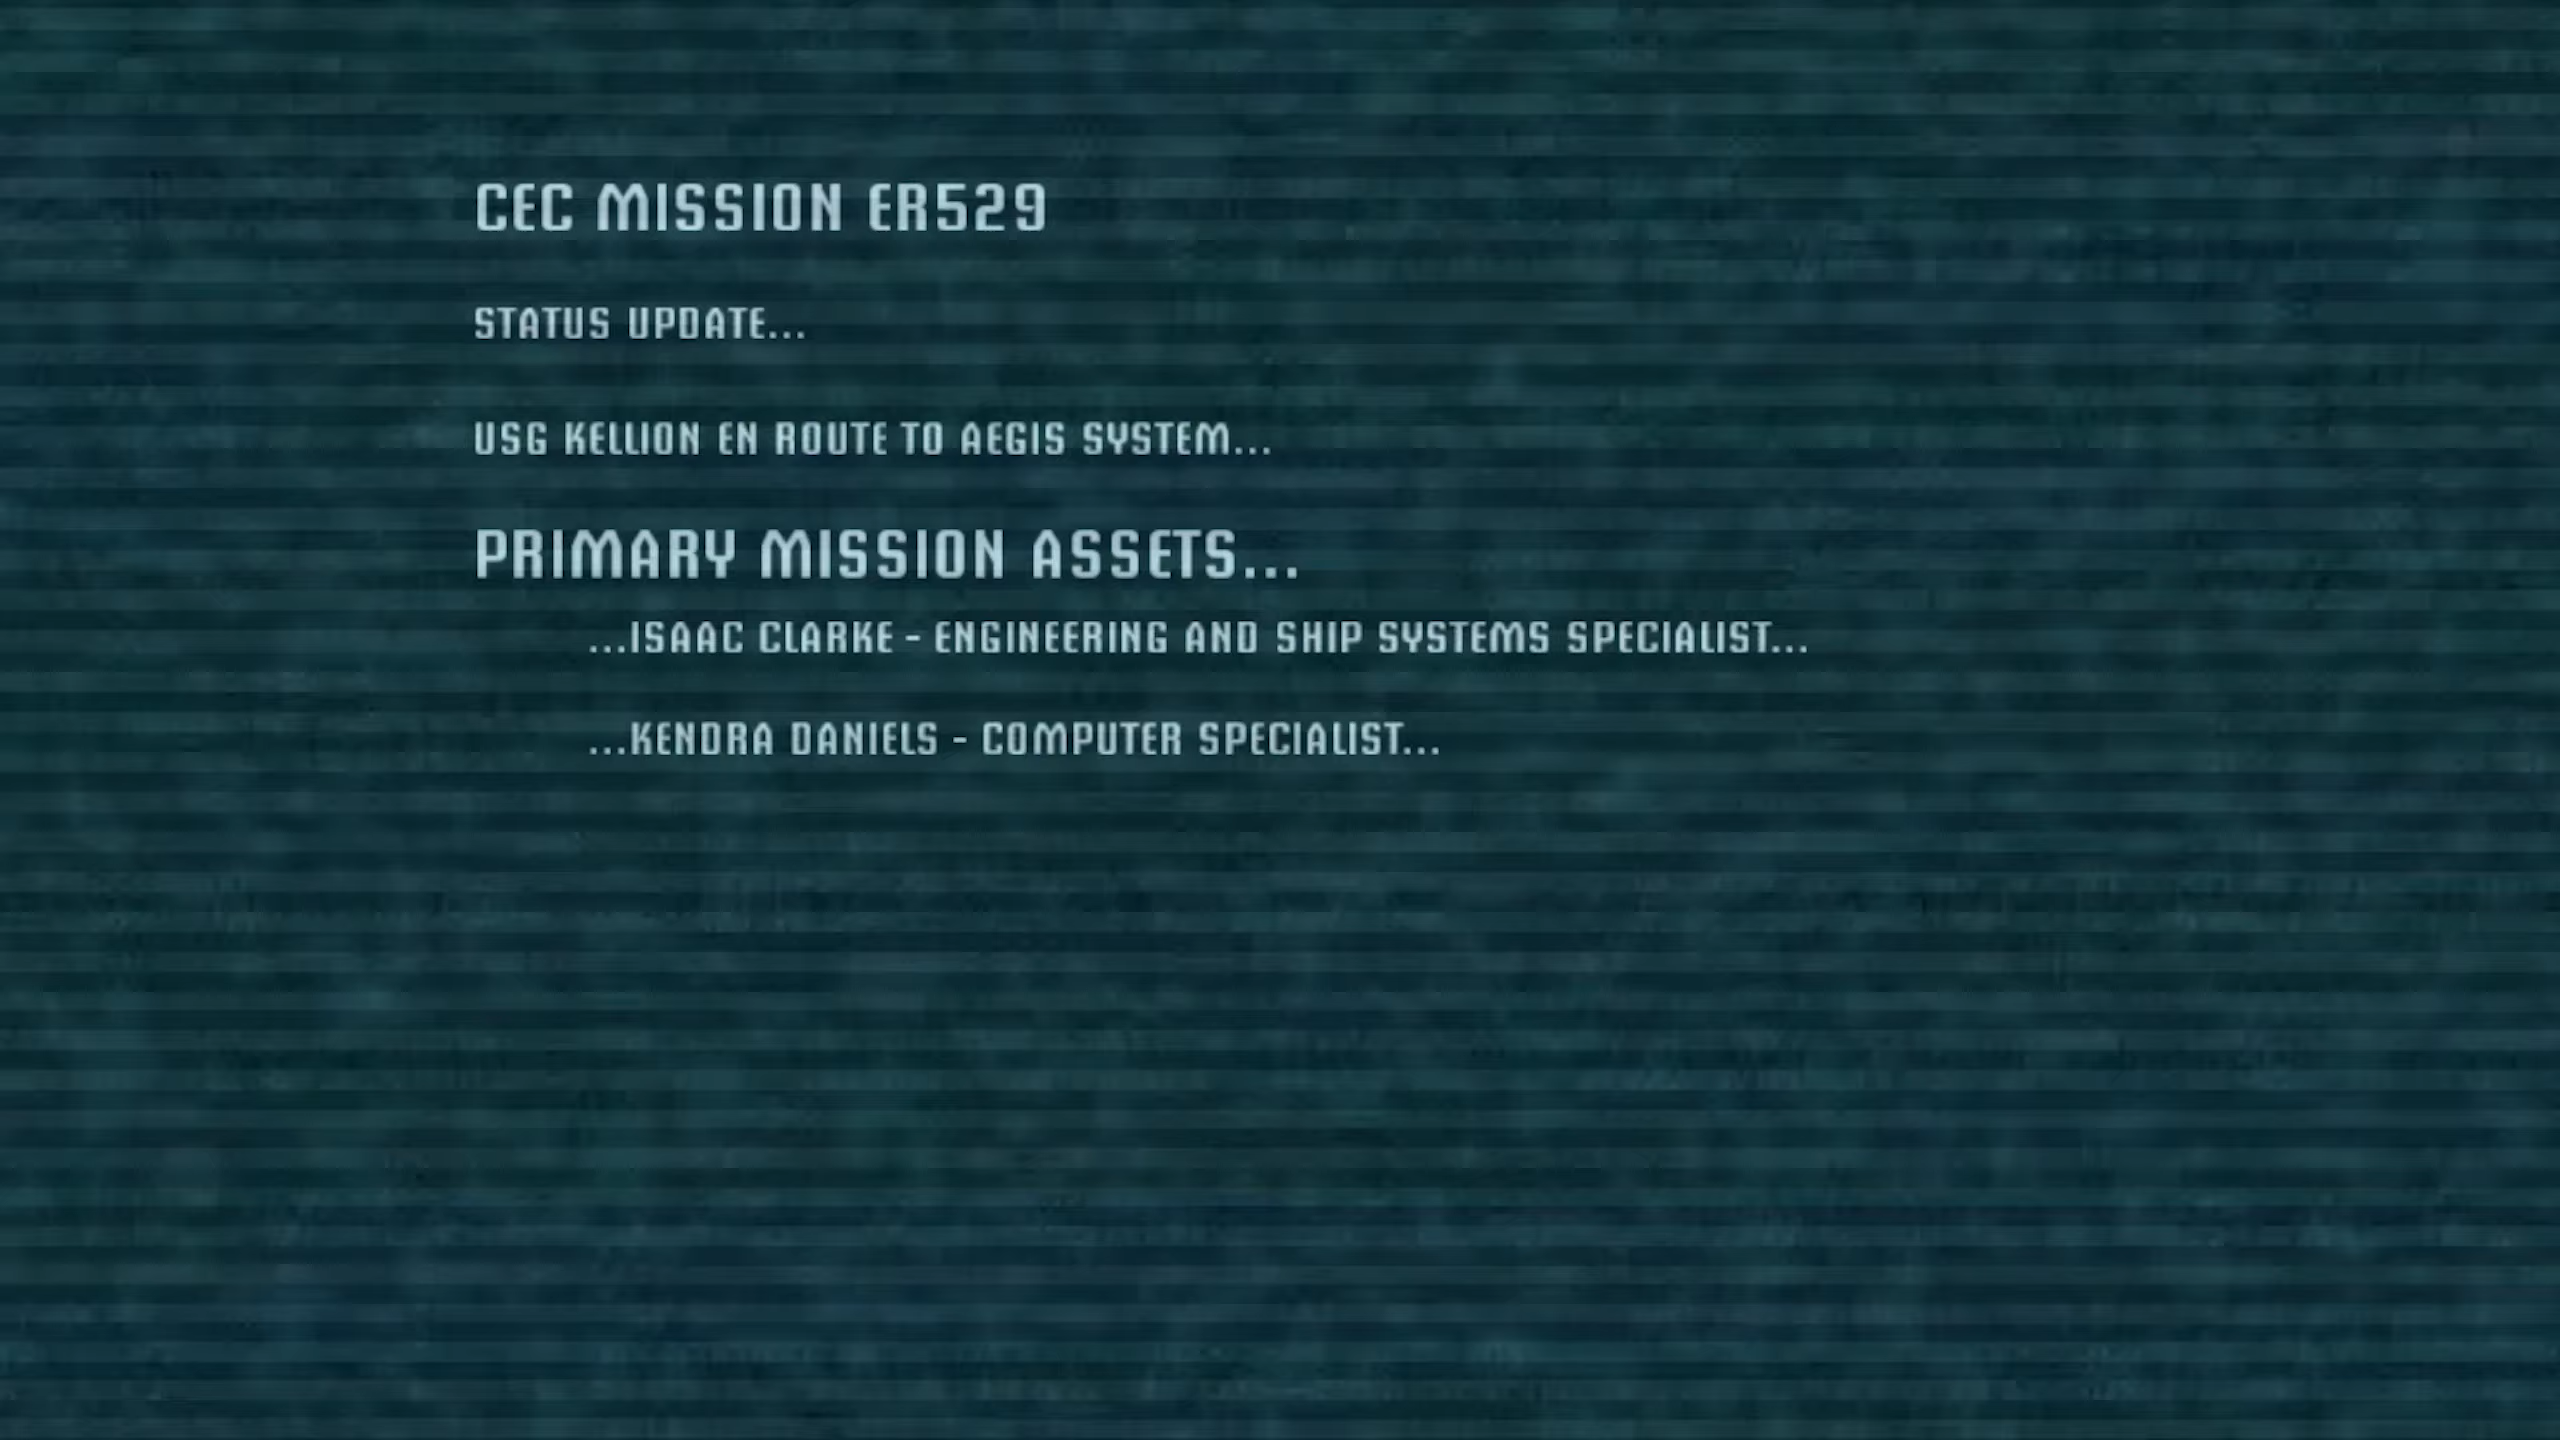 CEC MISSION ER529
STATUS UPDATE...
USG KELLION EN ROUTE TO AEGIS SYSTEM...
PRIMARY MISSION ASSETS...
...ISAAC CLARKE - ENGINEERING AND SHIP SYSTEMS SPECIALIST...
...KENDRA DANIELS - COMPUTER SPECIALIST...